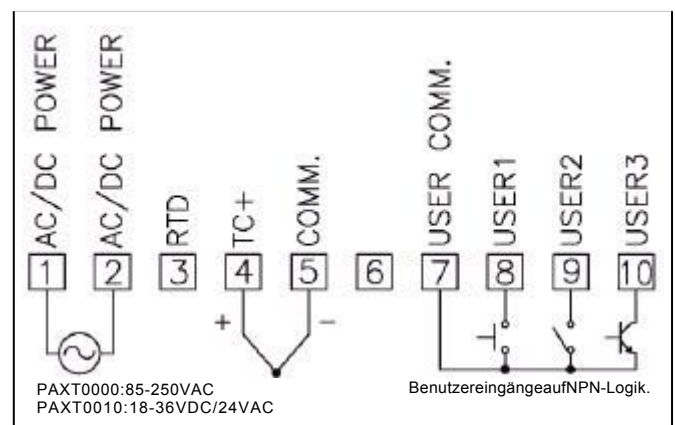 AC/DC POWER
AC/DC POWER
RTD
TC+
COMM.
USER COMM.
USER1
USER2
USER3
1 2 3 4 5 6 7 8 9 10
+ −
PAXT0000:85-250VAC
PAXT0010:18-36VDC/24VAC
BenutzereingängeaufNPN-Logik.